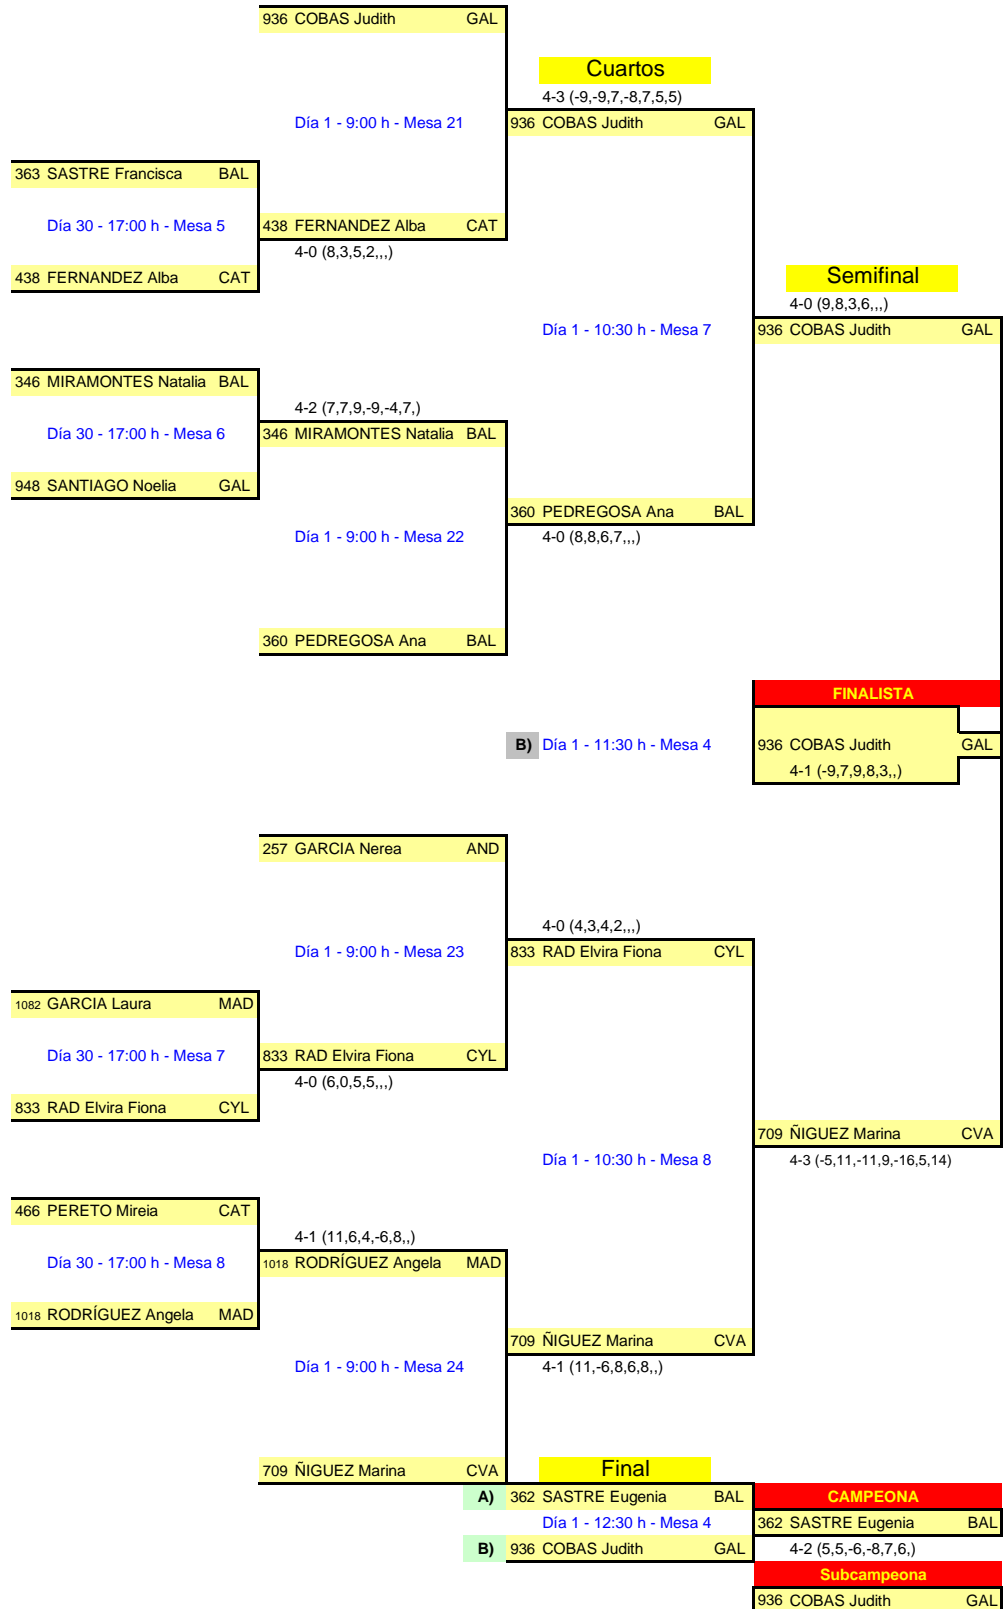 936 COBAS Judith GAL
Cuartos
4-3 (-9,-9,7,-8,7,5,5)
Día 1 - 9:00 h - Mesa 21
936 COBAS Judith GAL
363 SASTRE Francisca BAL
Día 30 - 17:00 h - Mesa 5
438 FERNANDEZ Alba CAT
4-0 (8,3,5,2,,,)
438 FERNANDEZ Alba CAT
Semifinal
4-0 (9,8,3,6,,,)
Día 1 - 10:30 h - Mesa 7
936 COBAS Judith GAL
346 MIRAMONTES Natalia BAL
4-2 (7,7,9,-9,-4,7,)
Día 30 - 17:00 h - Mesa 6
346 MIRAMONTES Natalia BAL
948 SANTIAGO Noelia GAL
360 PEDREGOSA Ana BAL
Día 1 - 9:00 h - Mesa 22
4-0 (8,8,6,7,,,)
360 PEDREGOSA Ana BAL
FINALISTA
B) Día 1 - 11:30 h - Mesa 4
936 COBAS Judith GAL
4-1 (-9,7,9,8,3,,)
257 GARCIA Nerea AND
4-0 (4,3,4,2,,,)
Día 1 - 9:00 h - Mesa 23
833 RAD Elvira Fiona CYL
1082 GARCIA Laura MAD
Día 30 - 17:00 h - Mesa 7
833 RAD Elvira Fiona CYL
4-0 (6,0,5,5,,,)
833 RAD Elvira Fiona CYL
709 ÑIGUEZ Marina CVA
Día 1 - 10:30 h - Mesa 8
4-3 (-5,11,-11,9,-16,5,14)
466 PERETO Mireia CAT
4-1 (11,6,4,-6,8,,)
Día 30 - 17:00 h - Mesa 8
1018 RODRÍGUEZ Angela MAD
1018 RODRÍGUEZ Angela MAD
709 ÑIGUEZ Marina CVA
Día 1 - 9:00 h - Mesa 24
4-1 (11,-6,8,6,8,,)
709 ÑIGUEZ Marina CVA
Final
A) 362 SASTRE Eugenia BAL
CAMPEONA
Día 1 - 12:30 h - Mesa 4
362 SASTRE Eugenia BAL
B) 936 COBAS Judith GAL
4-2 (5,5,-6,-8,7,6,)
Subcampeona
936 COBAS Judith GAL